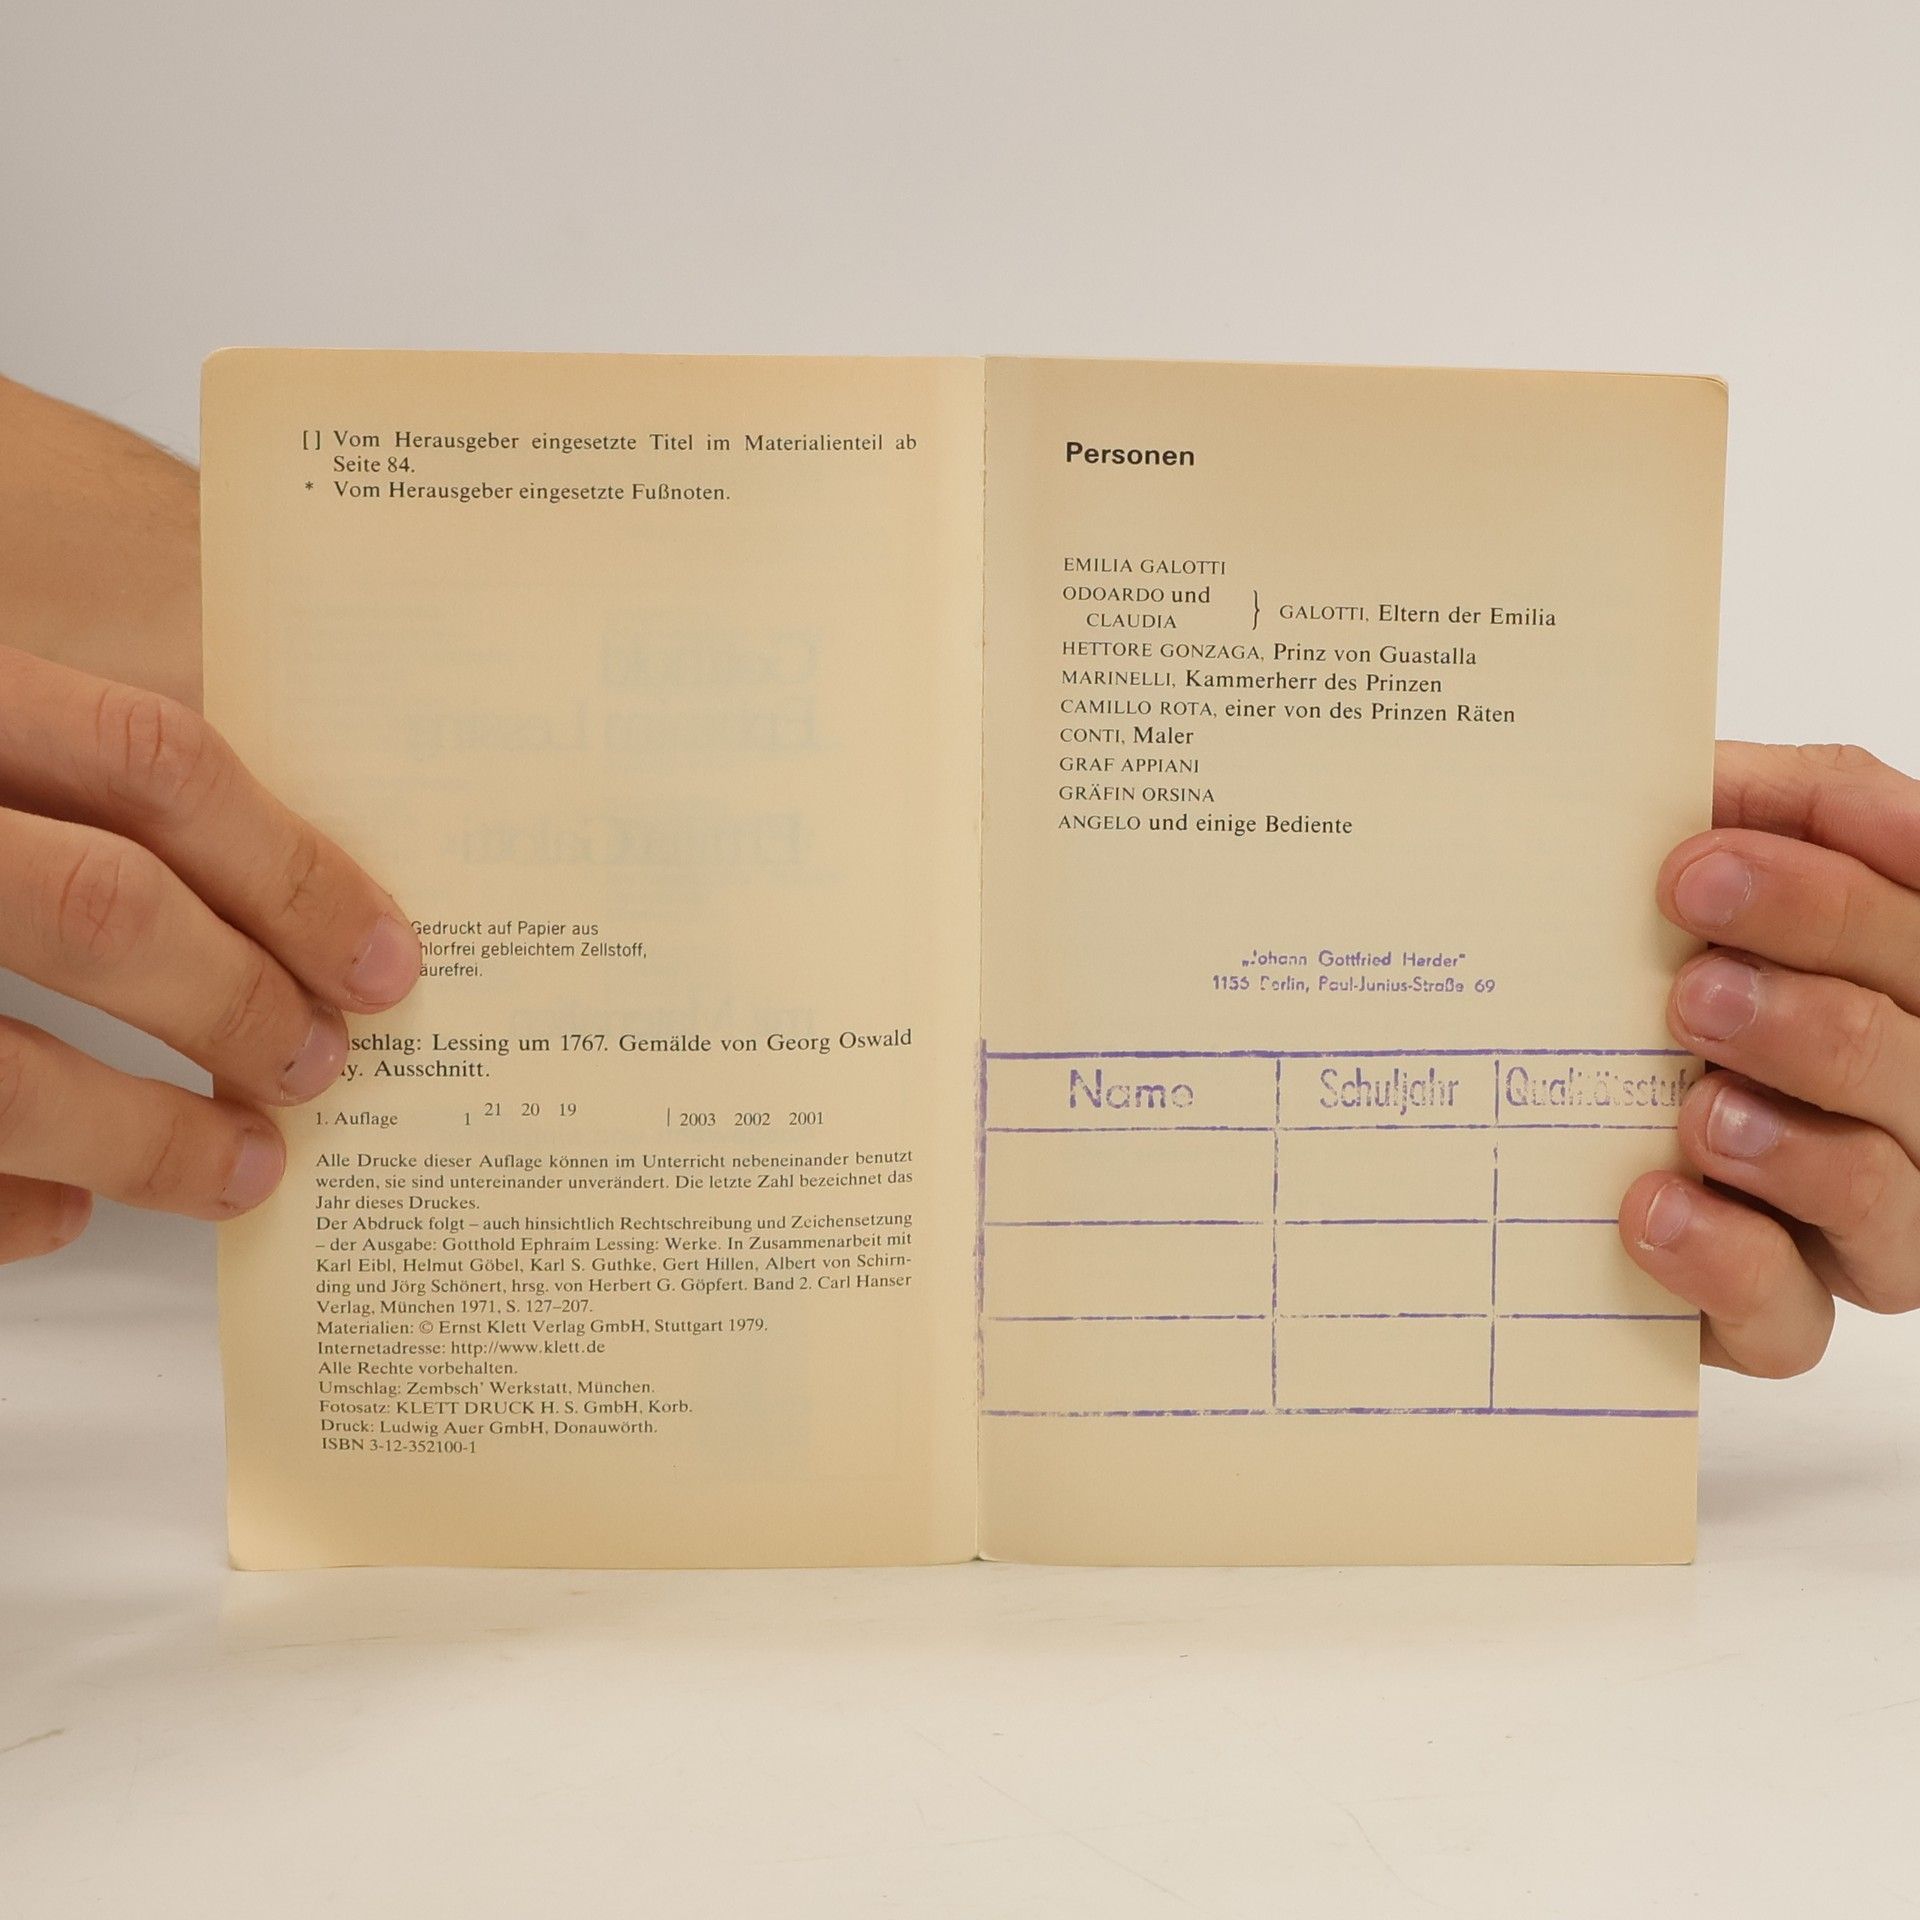 [ ] Vom Herausgeber eingesetzte Titel im Materialienteil ab
Seite 84.
* Vom Herausgeber eingesetzte Fußnoten.
Gedruckt auf Papier aus
hlorfrei gebleichtem Zellstoff,
äurefrei.
schlag: Lessing um 1767. Gemälde von Georg Oswald
y. Ausschnitt.
1. Auflage 1 21 20 19 | 2003 2002 2001
Alle Drucke dieser Auflage können im Unterricht nebeneinander benutzt
werden, sie sind untereinander unverändert. Die letzte Zahl bezeichnet das
Jahr dieses Druckes.
Der Abdruck folgt – auch hinsichtlich Rechtschreibung und Zeichensetzung
– der Ausgabe: Gotthold Ephraim Lessing: Werke. In Zusammenarbeit mit
Karl Eibl, Helmut Göbel, Karl S. Guthke, Gert Hillen, Albert von Schirn-
ding und Jörg Schönert, hrsg. von Herbert G. Göpfert. Band 2. Carl Hanser
Verlag, München 1971, S. 127–207.
Materialien: © Ernst Klett Verlag GmbH, Stuttgart 1979.
Internetadresse: http://www.klett.de
Alle Rechte vorbehalten.
Umschlag: Zembsch' Werkstatt, München.
Fotosatz: KLETT DRUCK H. S. GmbH, Korb.
Druck: Ludwig Auer GmbH, Donauwörth.
ISBN 3-12-352100-1
Personen
EMILIA GALOTTI
ODOARDO und
CLAUDIA } GALOTTI, Eltern der Emilia
HETTORE GONZAGA, Prinz von Guastalla
MARINELLI, Kammerherr des Prinzen
CAMILLO ROTA, einer von des Prinzen Räten
CONTI, Maler
GRAF APPIANI
GRÄFIN ORSINA
ANGELO und einige Bediente
„Johann Gottfried Herder"
1156 Berlin, Paul-Junius-Straße 69
Name Schuljahr Qualitätsstuf